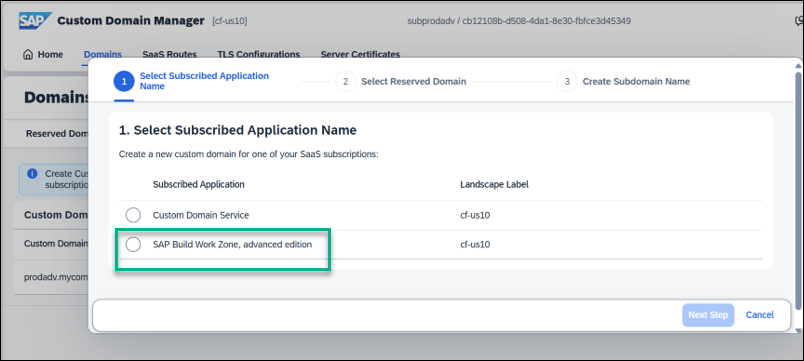 SAP Custom Domain Manager [cf-us10] subprodadv / cb12108b-d508-4da1-8e30-fbfce3d45349
Home Domains SaaS Routes TLS Configurations Server Certificates
1 Select Subscribed Application
Name
2 Select Reserved Domain
3 Create Subdomain Name
Domains
Reserved Dom
1. Select Subscribed Application Name
Create a new custom domain for one of your SaaS subscriptions:
Create Cus
subscriptio
Subscribed Application Landscape Label
Custom Dom
Custom Domain Service cf-us10
Custom Domain
SAP Build Work Zone, advanced edition cf-us10
prodadv.mycom
Next Step Cancel